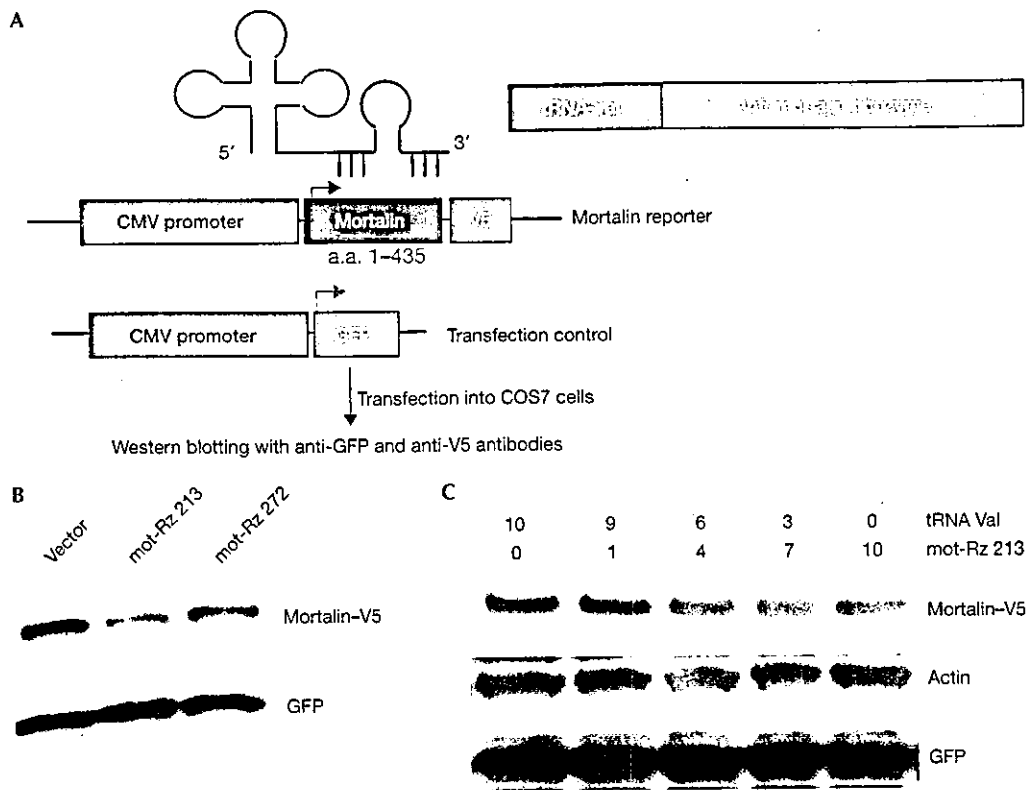 A
5′
3′
CMV promoter
Mortalin
Mortalin reporter
a.a. 1–435
CMV promoter
Transfection control
Transfection into COS7 cells
Western blotting with anti-GFP and anti-V5 antibodies
B
Vector
mot-Rz 213
mot-Rz 272
Mortalin–V5
GFP
C
10 9 6 3 0 tRNA Val
0 1 4 7 10 mot-Rz 213
Mortalin–V5
Actin
GFP